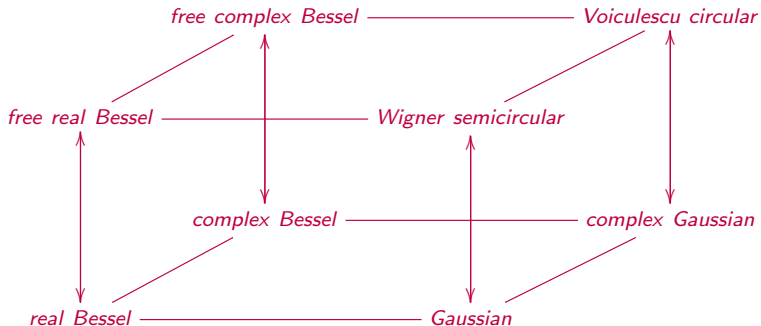 free complex Bessel
Voiculescu circular
free real Bessel
Wigner semicircular
complex Bessel
complex Gaussian
real Bessel
Gaussian